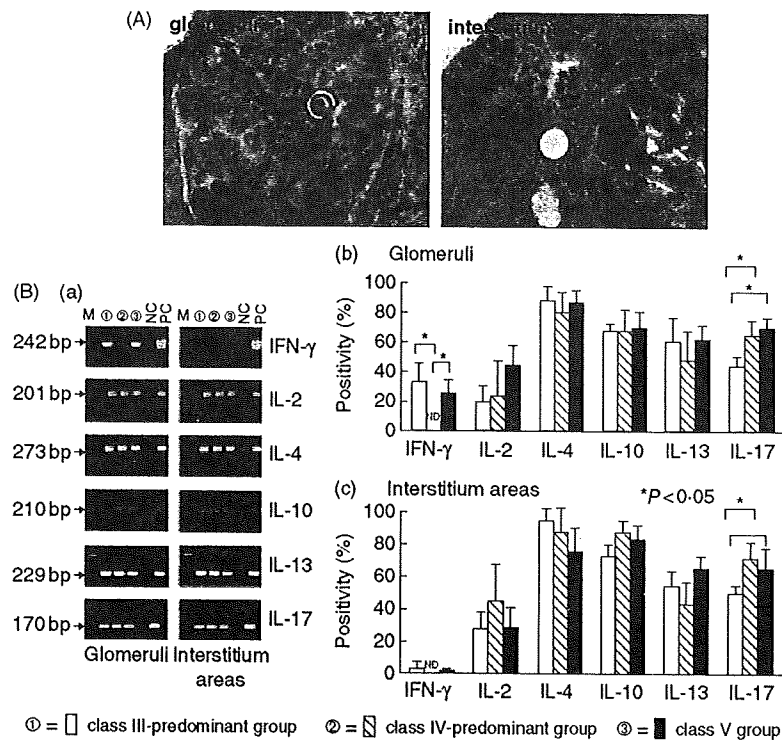 (A)
(B) (a)
M ① ② ③ NC PC M ① ② ③ NC PC
242 bp IFN-γ
201 bp IL-2
273 bp IL-4
210 bp IL-10
229 bp IL-13
170 bp IL-17
Glomeruli Interstitium areas
(b) Glomeruli
Positivity (%)
100
80
60
40
20
0
* * * *
ND
IFN-γ IL-2 IL-4 IL-10 IL-13 IL-17
(c) Interstitium areas
*P<0·05
Positivity (%)
100
80
60
40
20
0
*
ND
IFN-γ IL-2 IL-4 IL-10 IL-13 IL-17
① = class III-predominant group ② = class IV-predominant group ③ = class V group